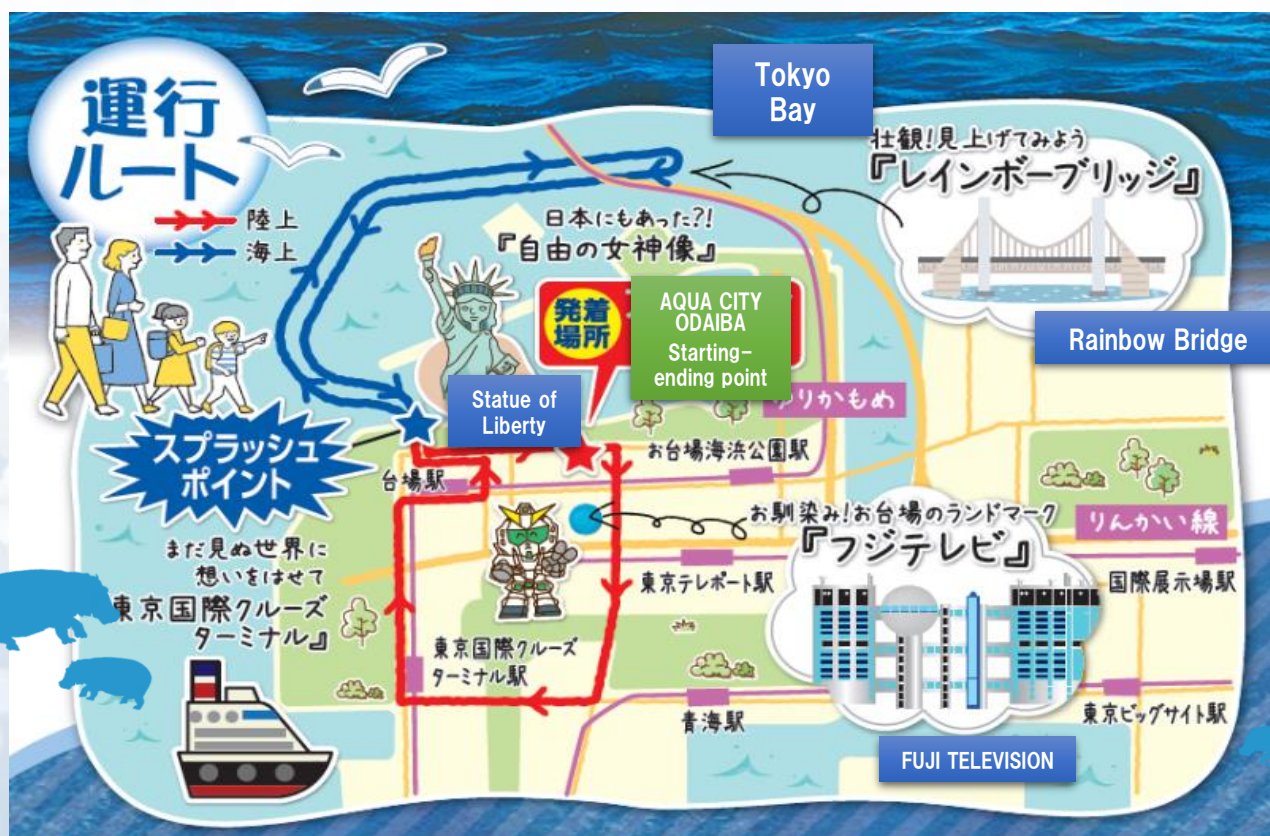 運行
ルート
陸上
海上
Tokyo
Bay
壮観!見上げてみよう
『レインボーブリッジ』
Rainbow Bridge
日本にもあった?!
『自由の女神像』
発着
場所
AQUA CITY
ODAIBA
Starting-
ending point
Statue of
Liberty
ゆりかもめ
スプラッシュ
ポイント
台場駅
お台場海浜公園駅
お馴染み!お台場のランドマーク
『フジテレビ』
りんかい線
東京テレポート駅
国際展示場駅
まだ見ぬ世界に
想いをはせて
東京国際クルーズ
ターミナル』
東京国際クルーズ
ターミナル駅
青海駅
東京ビッグサイト駅
FUJI TELEVISION